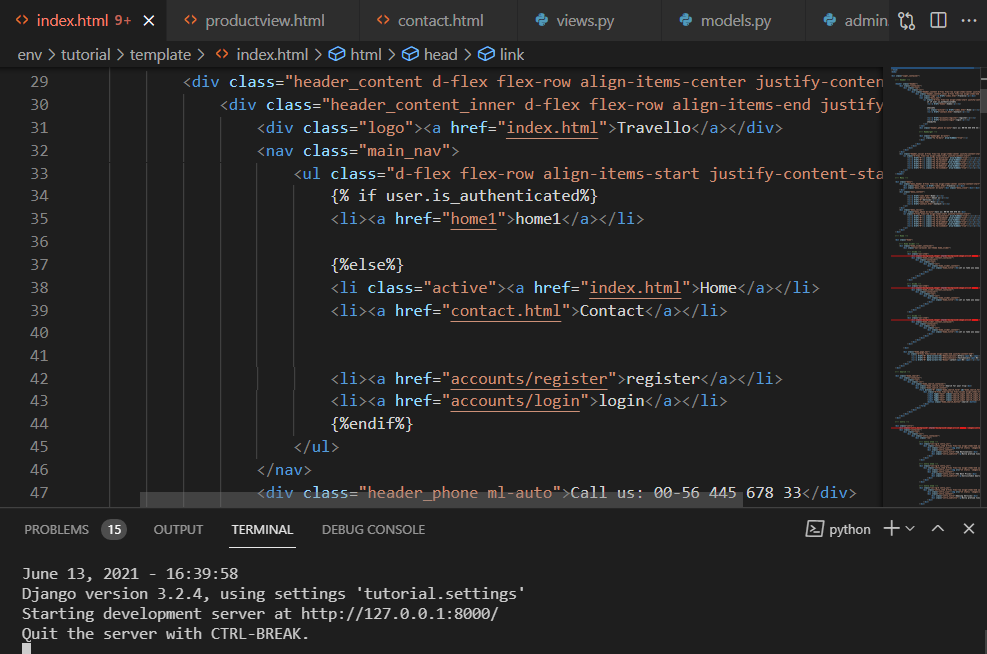 index.html 9+ productview.html contact.html views.py models.py admin.
env > tutorial > template > index.html > html > head > link
29 <div class="header_content d-flex flex-row align-items-center justify-conten
30 <div class="header_content_inner d-flex flex-row align-items-end justify
31 <div class="logo"><a href="index.html">Travello</a></div>
32 <nav class="main_nav">
33 <ul class="d-flex flex-row align-items-start justify-content-sta
34 {% if user.is_authenticated%}
35 <li><a href="home1">home1</a></li>
36
37 {%else%}
38 <li class="active"><a href="index.html">Home</a></li>
39 <li><a href="contact.html">Contact</a></li>
40
41
42 <li><a href="accounts/register">register</a></li>
43 <li><a href="accounts/login">login</a></li>
44 {%endif%}
45 </ul>
46 </nav>
47 <div class="header_phone ml-auto">Call us: 00-56 445 678 33</div>
PROBLEMS 15 OUTPUT TERMINAL DEBUG CONSOLE python
June 13, 2021 - 16:39:58
Django version 3.2.4, using settings 'tutorial.settings'
Starting development server at http://127.0.0.1:8000/
Quit the server with CTRL-BREAK.